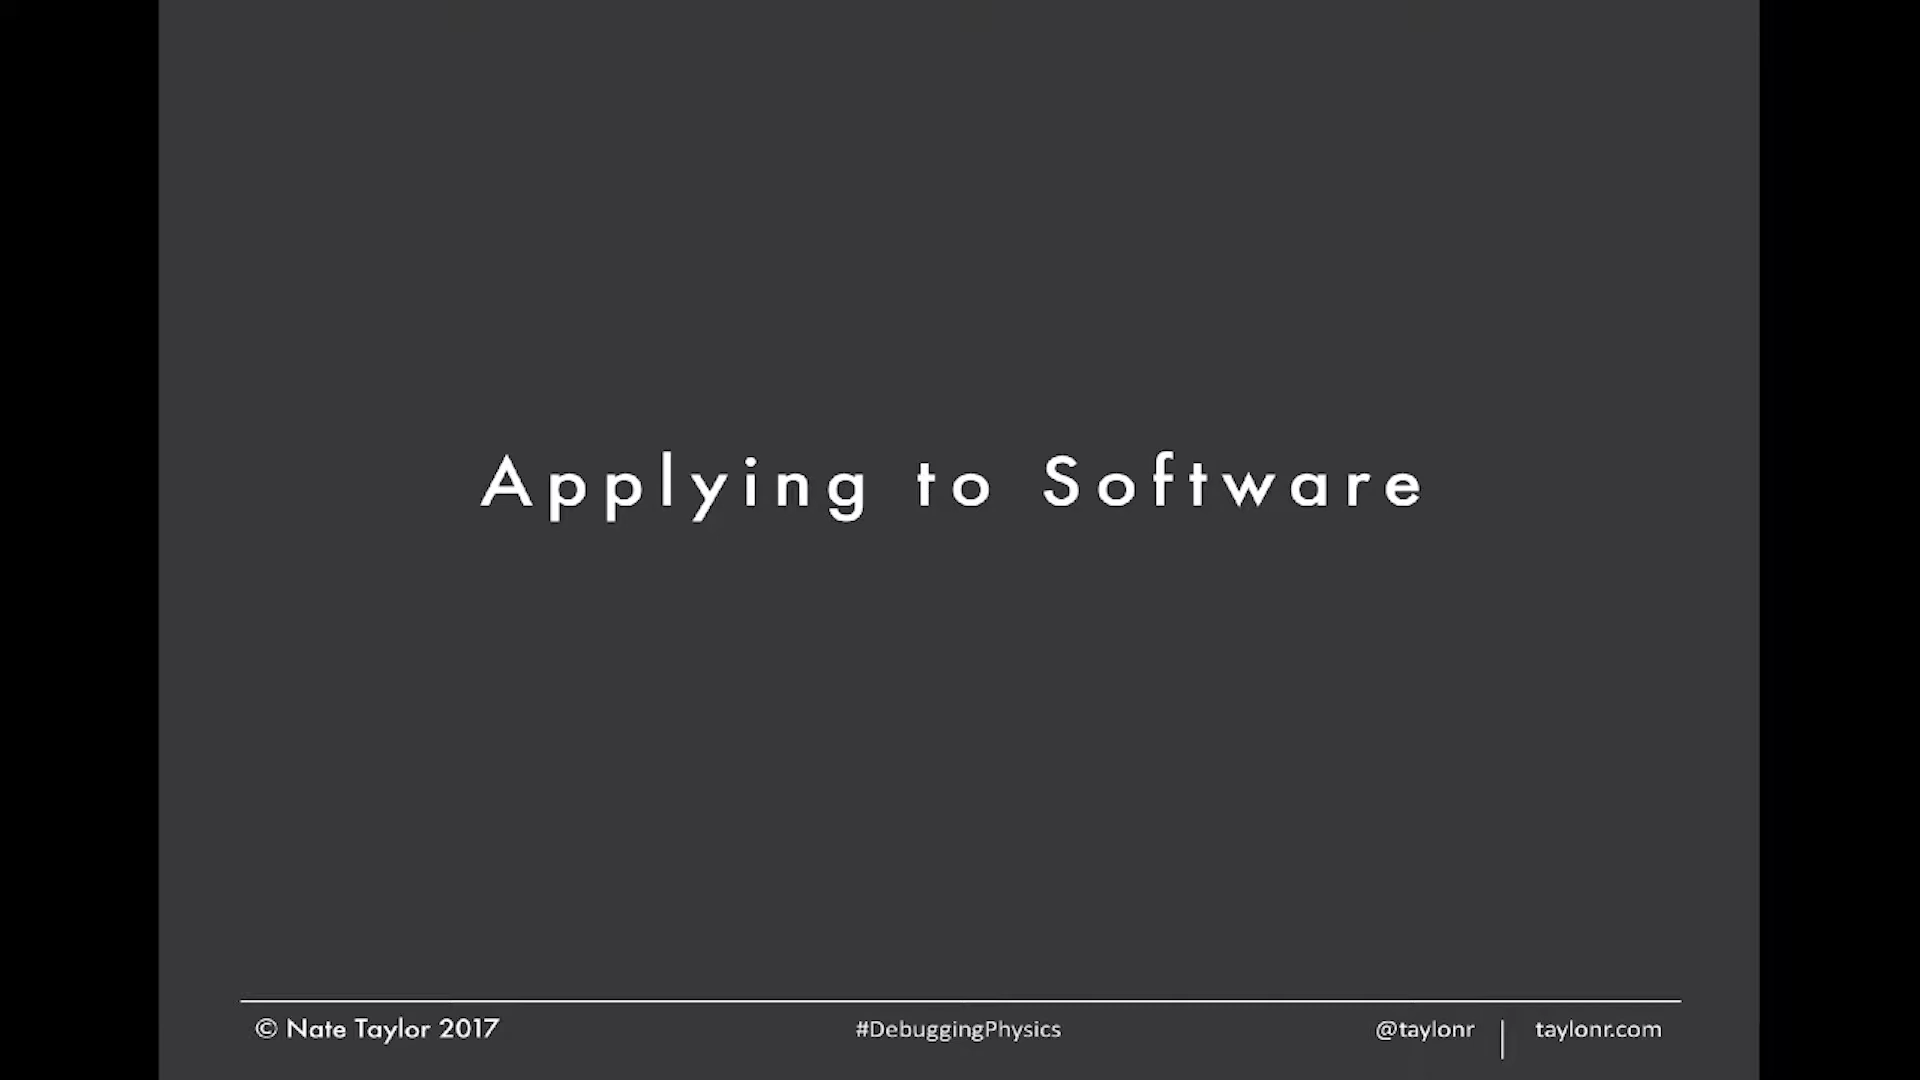 Applying to Software
© Nate Taylor 2017
#DebuggingPhysics
@taylonr | taylonr.com